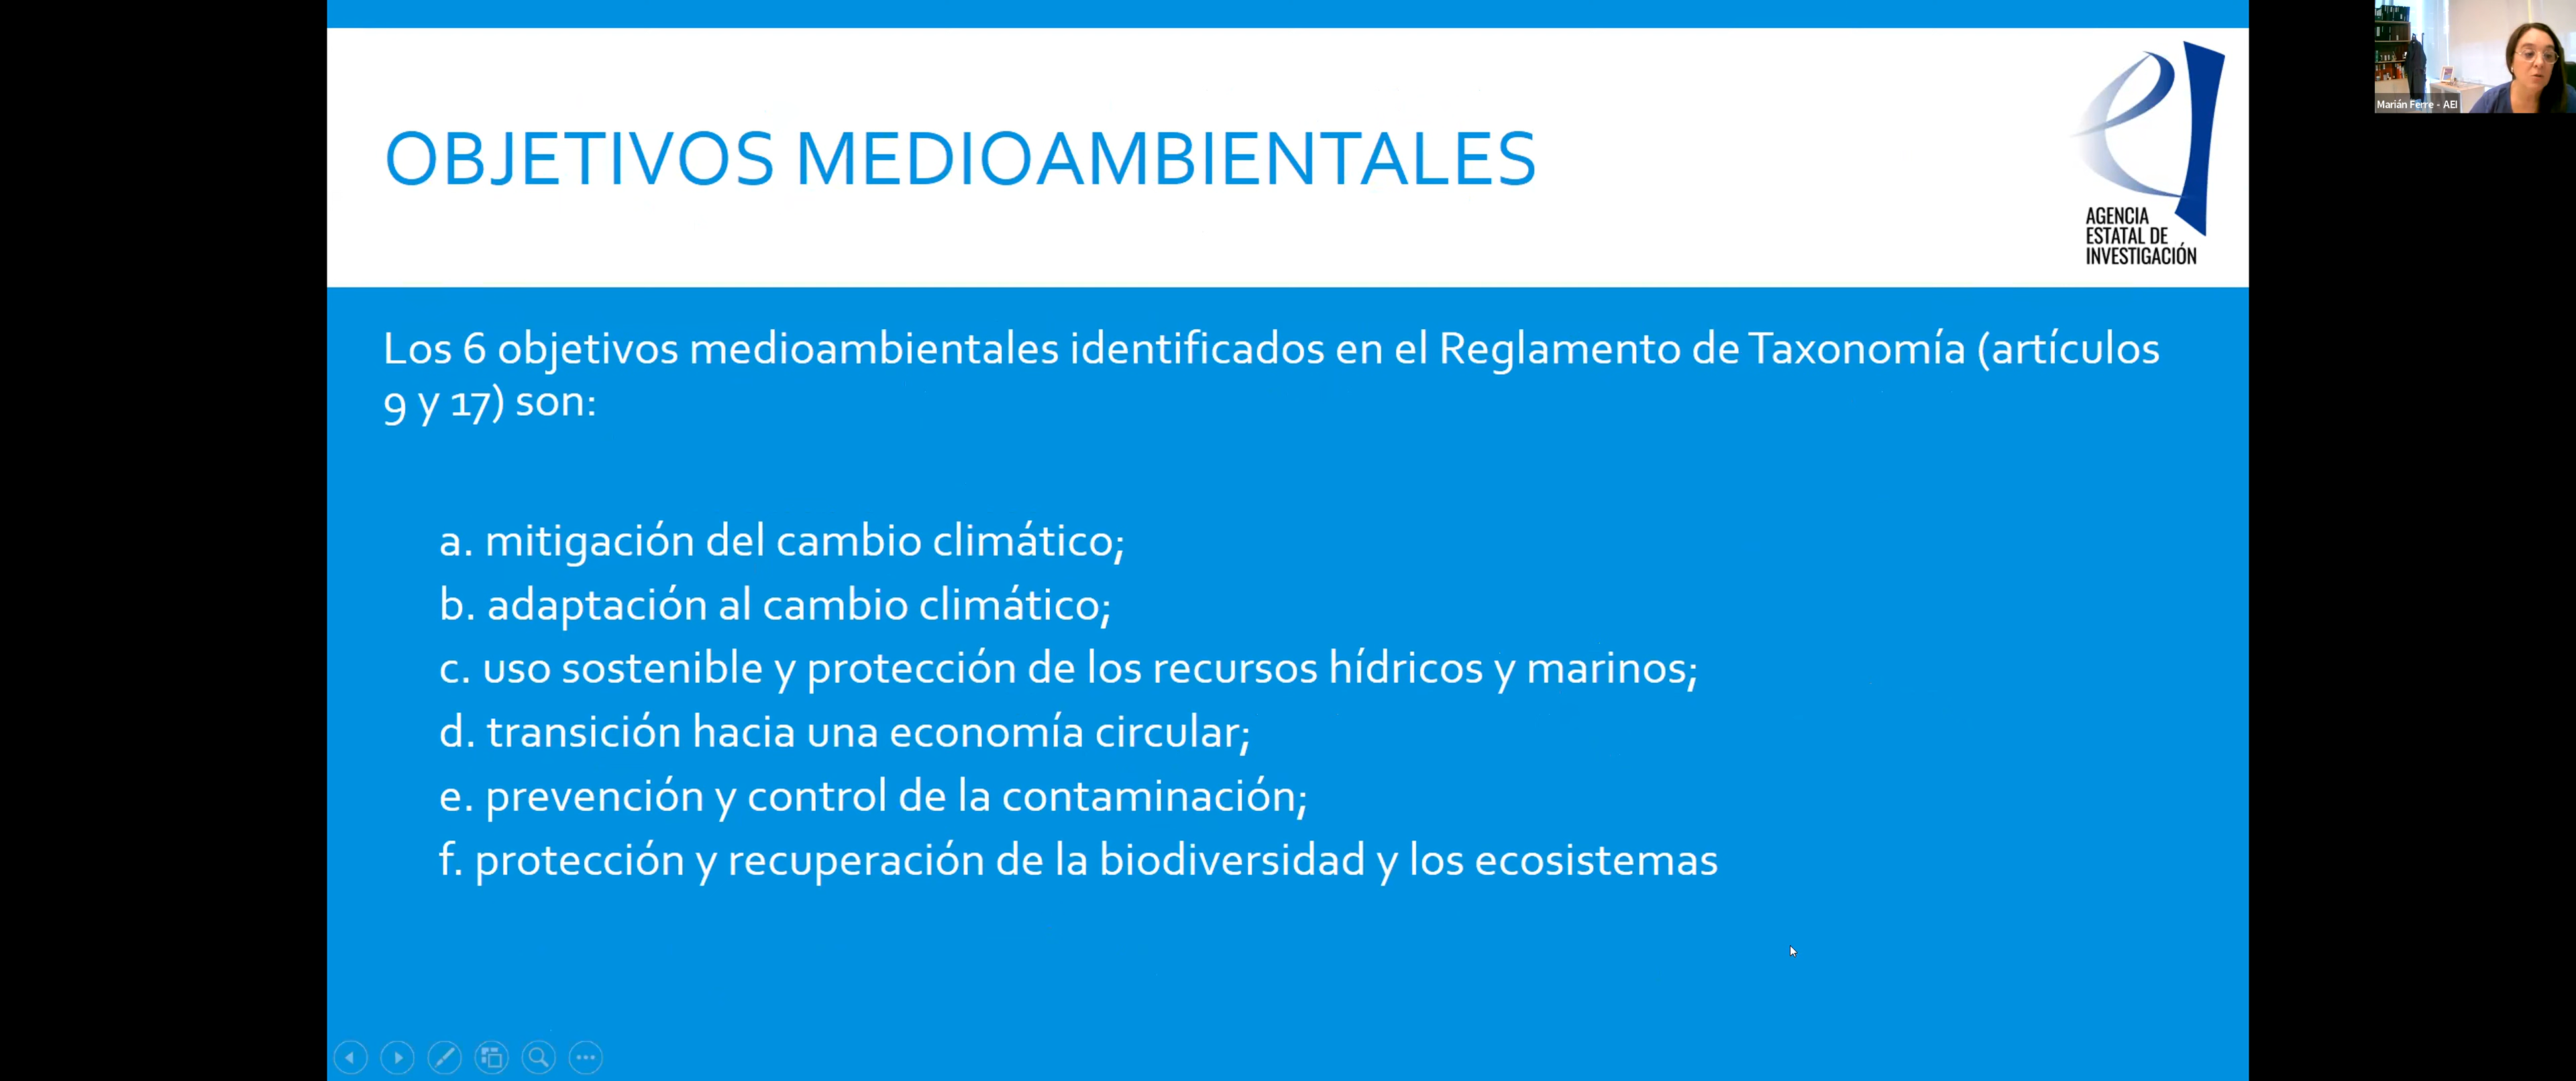 OBJETIVOS MEDIOAMBIENTALES
AGENCIA
ESTATAL DE
INVESTIGACIÓN
Marián Ferre - AEI
Los 6 objetivos medioambientales identificados en el Reglamento de Taxonomía (artículos
9 y 17) son:
a. mitigación del cambio climático;
b. adaptación al cambio climático;
c. uso sostenible y protección de los recursos hídricos y marinos;
d. transición hacia una economía circular;
e. prevención y control de la contaminación;
f. protección y recuperación de la biodiversidad y los ecosistemas